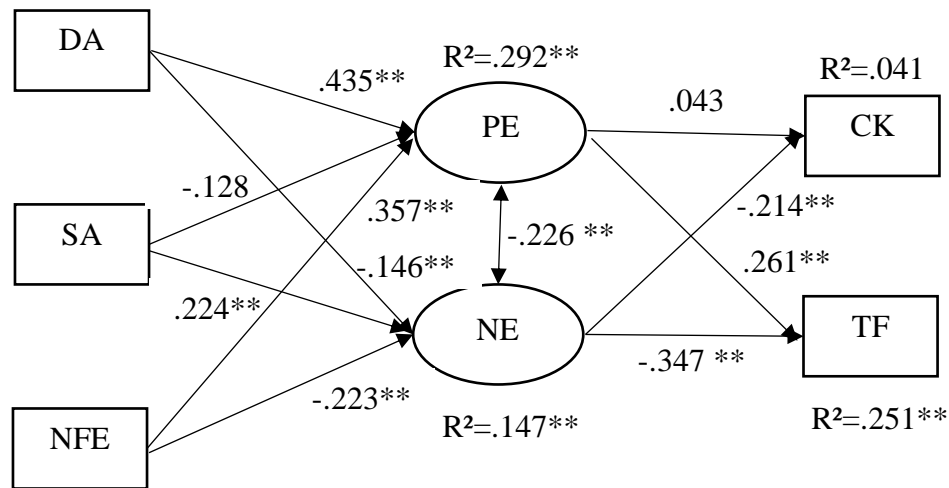 DA
R²=.292**
R²=.041
.435**
.043
PE
CK
-.128
.357**
-.214**
SA
-.226 **
-.146**
.261**
.224**
NE
TF
-.347 **
-.223**
NFE
R²=.147**
R²=.251**